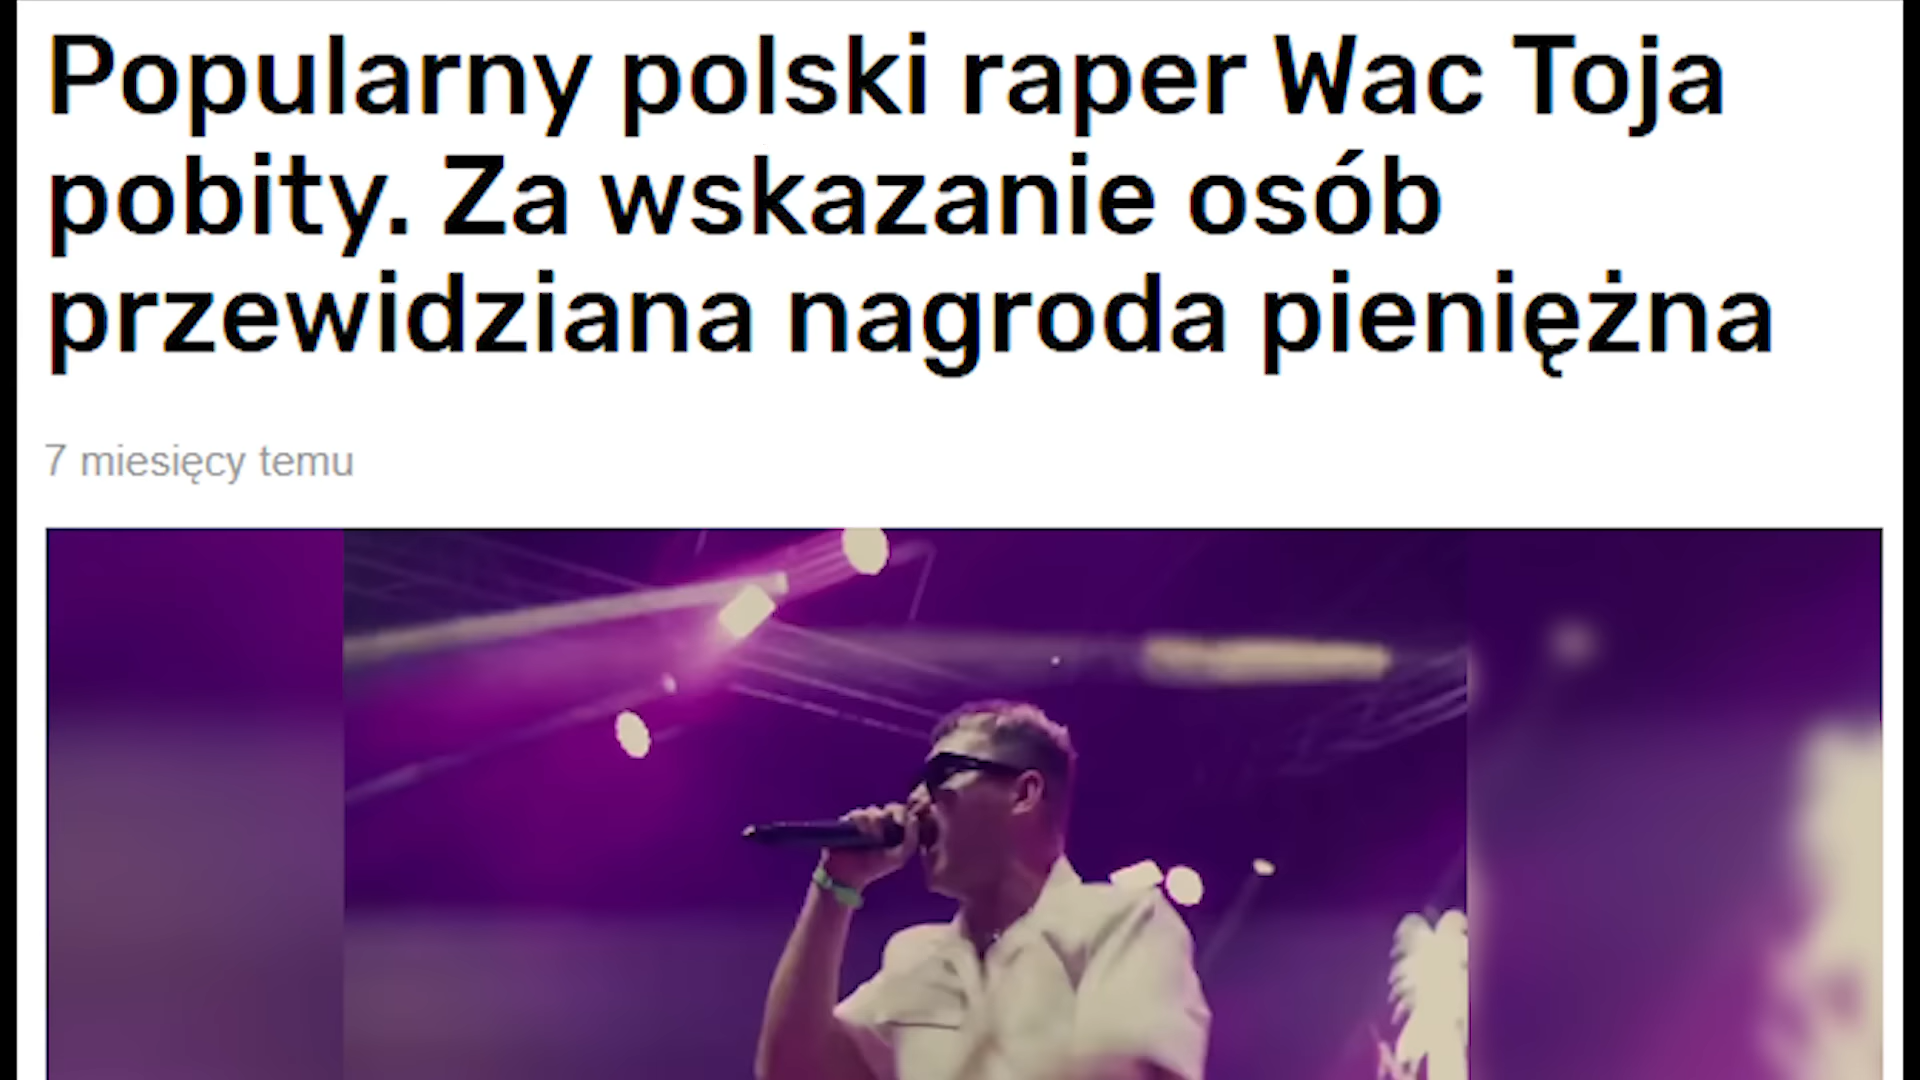 Popularny polski raper Wac Toja
pobity. Za wskazanie osób
przewidziana nagroda pieniężna
7 miesięcy temu